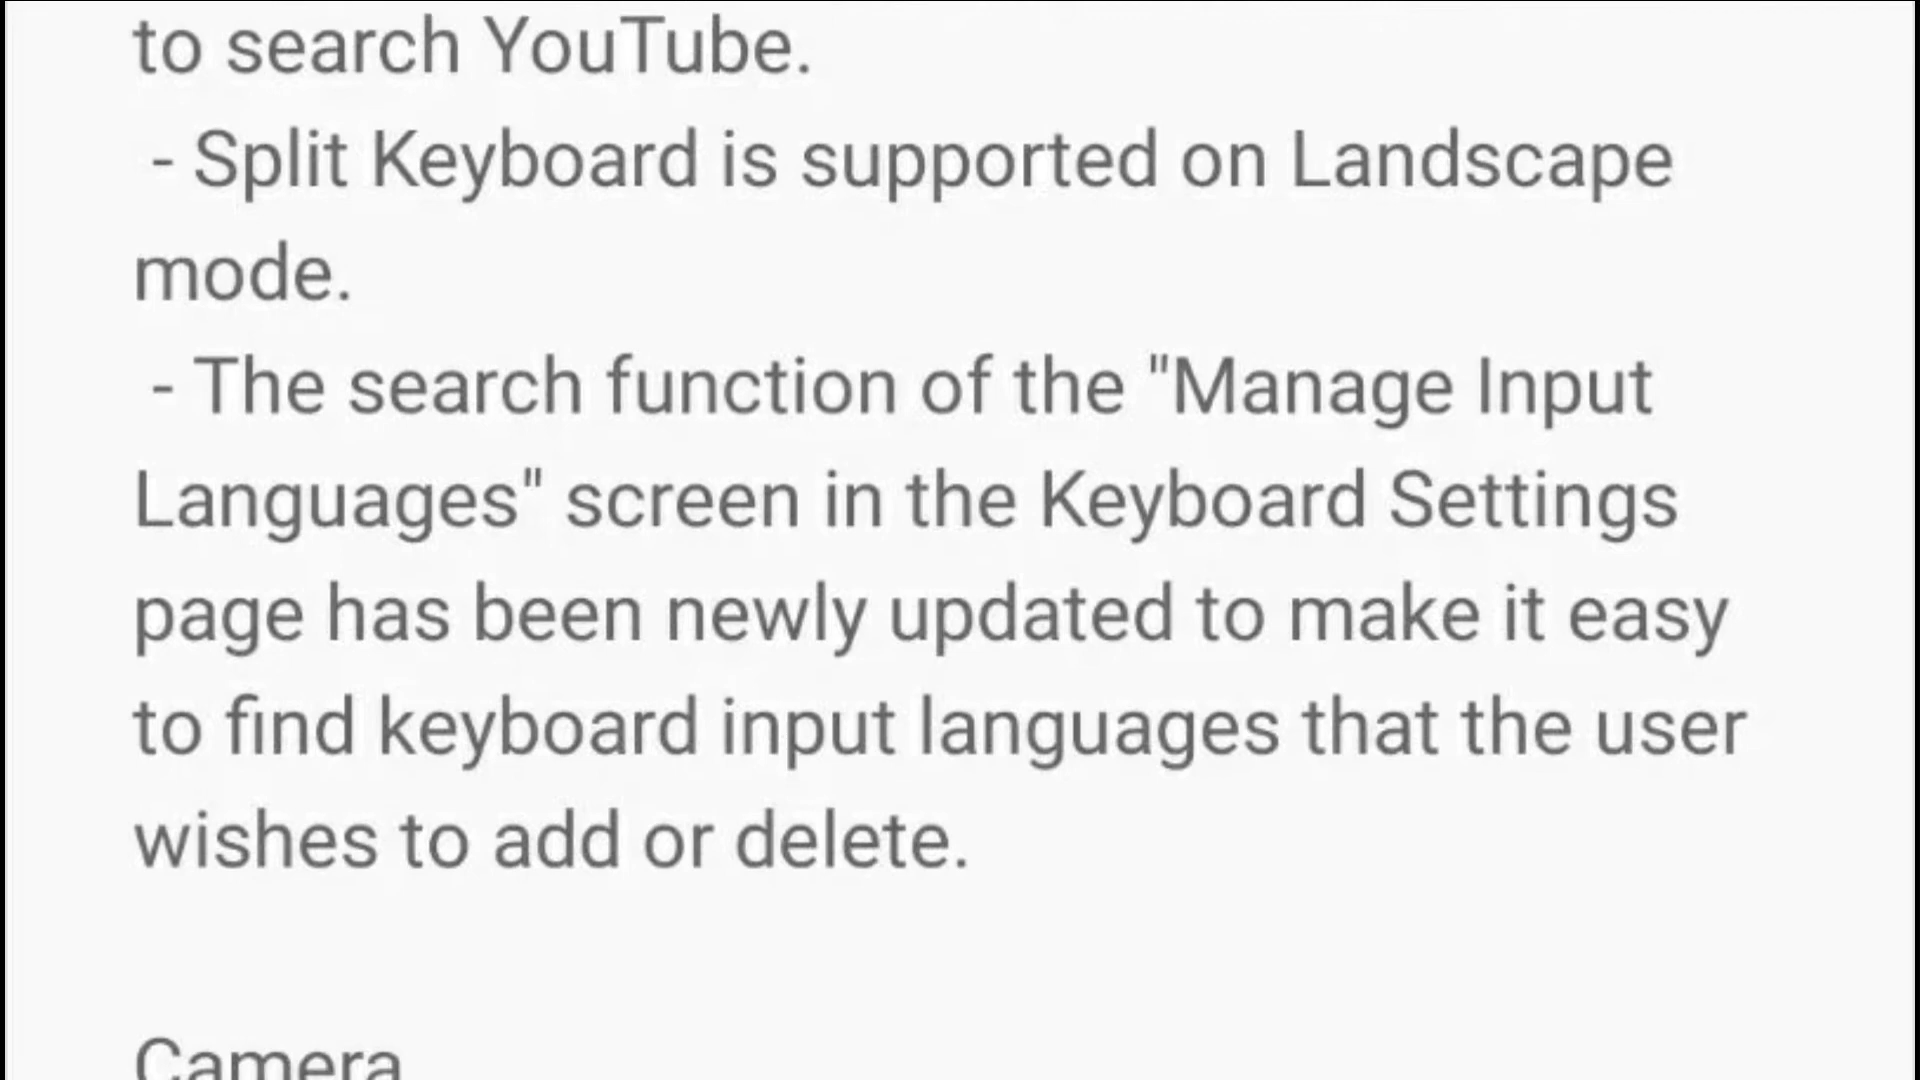 to search YouTube.
- Split Keyboard is supported on Landscape
mode.
- The search function of the "Manage Input
Languages" screen in the Keyboard Settings
page has been newly updated to make it easy
to find keyboard input languages that the user
wishes to add or delete.
Camera